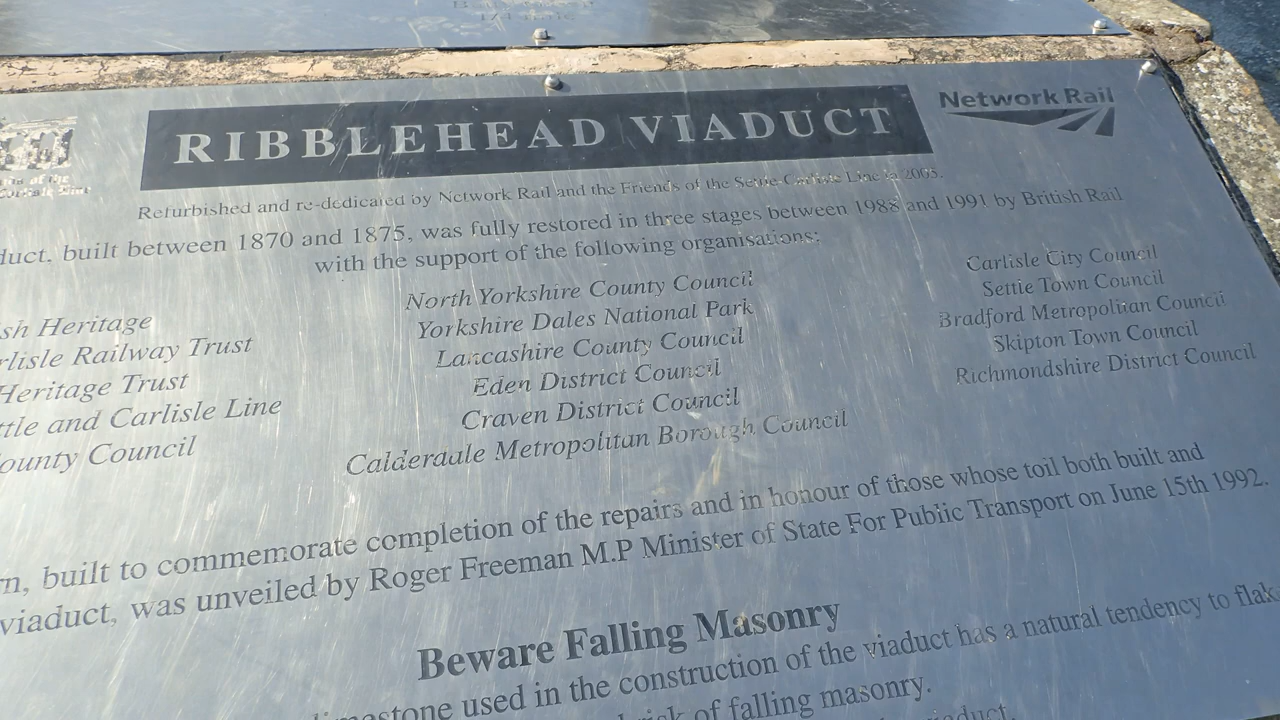 RIBBLEHEAD VIADUCT
Network Rail
Refurbished and re-dedicated by Network Rail and the Friends of the Settle-Carlisle Line in 2005.
duct. built between 1870 and 1875, was fully restored in three stages between 1988 and 1991 by British Rail
with the support of the following organisations:
sh Heritage
rlisle Railway Trust
Heritage Trust
ttle and Carlisle Line
ounty Council
North Yorkshire County Council
Yorkshire Dales National Park
Lancashire County Council
Eden District Council
Craven District Council
Calderdale Metropolitan Borough Council
Carlisle City Council
Settle Town Council
Bradford Metropolitan Council
Skipton Town Council
Richmondshire District Council
rn, built to commemorate completion of the repairs and in honour of those whose toil both built and
viaduct, was unveiled by Roger Freeman M.P Minister of State For Public Transport on June 15th 1992.
Beware Falling Masonry
limestone used in the construction of the viaduct has a natural tendency to flak
risk of falling masonry.
viaduct.